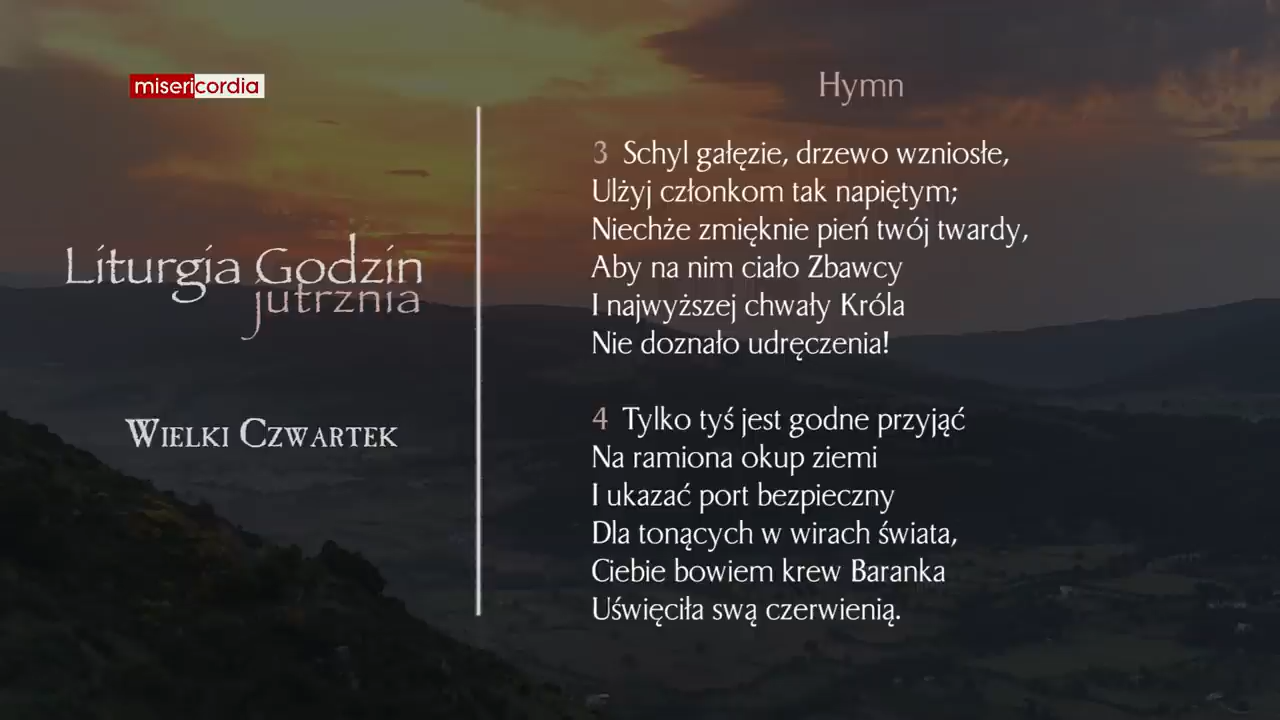 misericordia
Liturgia Godzin
jutrznia
Wielki Czwartek
Hymn
3 Schyl gałęzie, drzewo wzniosłe,
Ulżyj członkom tak napiętym;
Niechże zmięknie pień twój twardy,
Aby na nim ciało Zbawcy
I najwyższej chwały Króla
Nie doznało udręczenia!
4 Tylko tyś jest godne przyjąć
Na ramiona okup ziemi
I ukazać port bezpieczny
Dla tonących w wirach świata,
Ciebie bowiem krew Baranka
Uświęciła swą czerwienią.